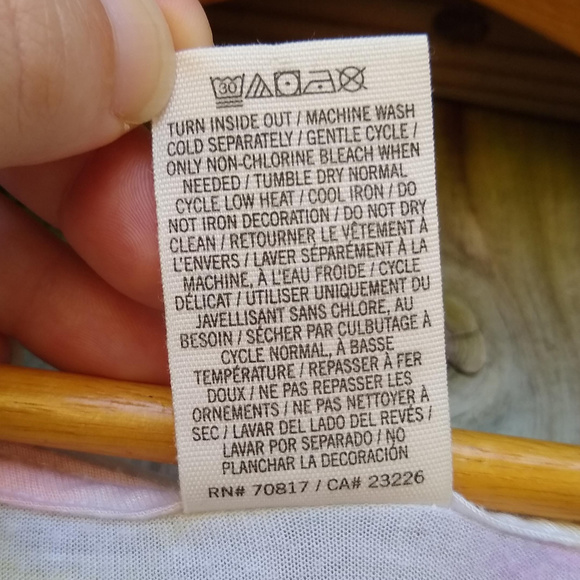 30
TURN INSIDE OUT / MACHINE WASH
COLD SEPARATELY / GENTLE CYCLE /
ONLY NON-CHLORINE BLEACH WHEN
NEEDED / TUMBLE DRY NORMAL
CYCLE LOW HEAT / COOL IRON / DO
NOT IRON DECORATION / DO NOT DRY
CLEAN / RETOURNER LE VÊTEMENT À
L'ENVERS / LAVER SÉPARÉMENT À LA
MACHINE, À L'EAU FROIDE / CYCLE
DÉLICAT / UTILISER UNIQUEMENT DU
JAVELLISANT SANS CHLORE, AU
BESOIN / SÉCHER PAR CULBUTAGE À
CYCLE NORMAL, À BASSE
TEMPÉRATURE / REPASSER À FER
DOUX / NE PAS REPASSER LES
ORNEMENTS / NE PAS NETTOYER À
SEC / LAVAR DEL LADO DEL REVÉS /
LAVAR POR SEPARADO / NO
PLANCHAR LA DECORACIÓN
RN# 70817 / CA# 23226